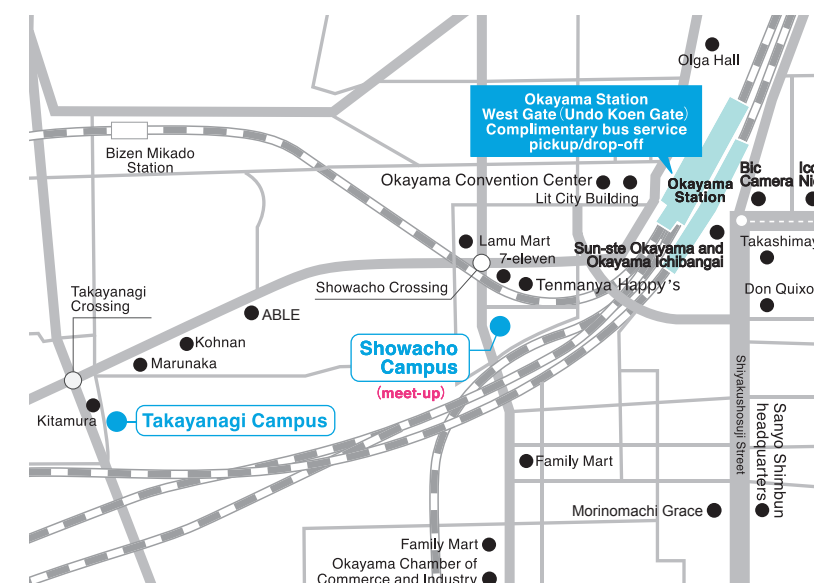 Olga Hall
Okayama Station
West Gate (Undo Koen Gate)
Complimentary bus service
pickup/drop-off
Bizen Mikado
Station
Okayama Convention Center
Lit City Building
Okayama
Station
Bic
Camera
Ico
Ni
Lamu Mart
7-eleven
Sun-ste Okayama and
Okayama Ichibangai
Takashimay
Takayanagi
Crossing
Showacho Crossing
Tenmanya Happy's
Don Quixo
ABLE
Kohnan
Marunaka
Showacho
Campus
(meet-up)
Shiyakushosuji Street
Kitamura
Takayanagi Campus
Sanyo Shimbun
headquarters
Family Mart
Morinomachi Grace
Family Mart
Okayama Chamber of
Commerce and Industry